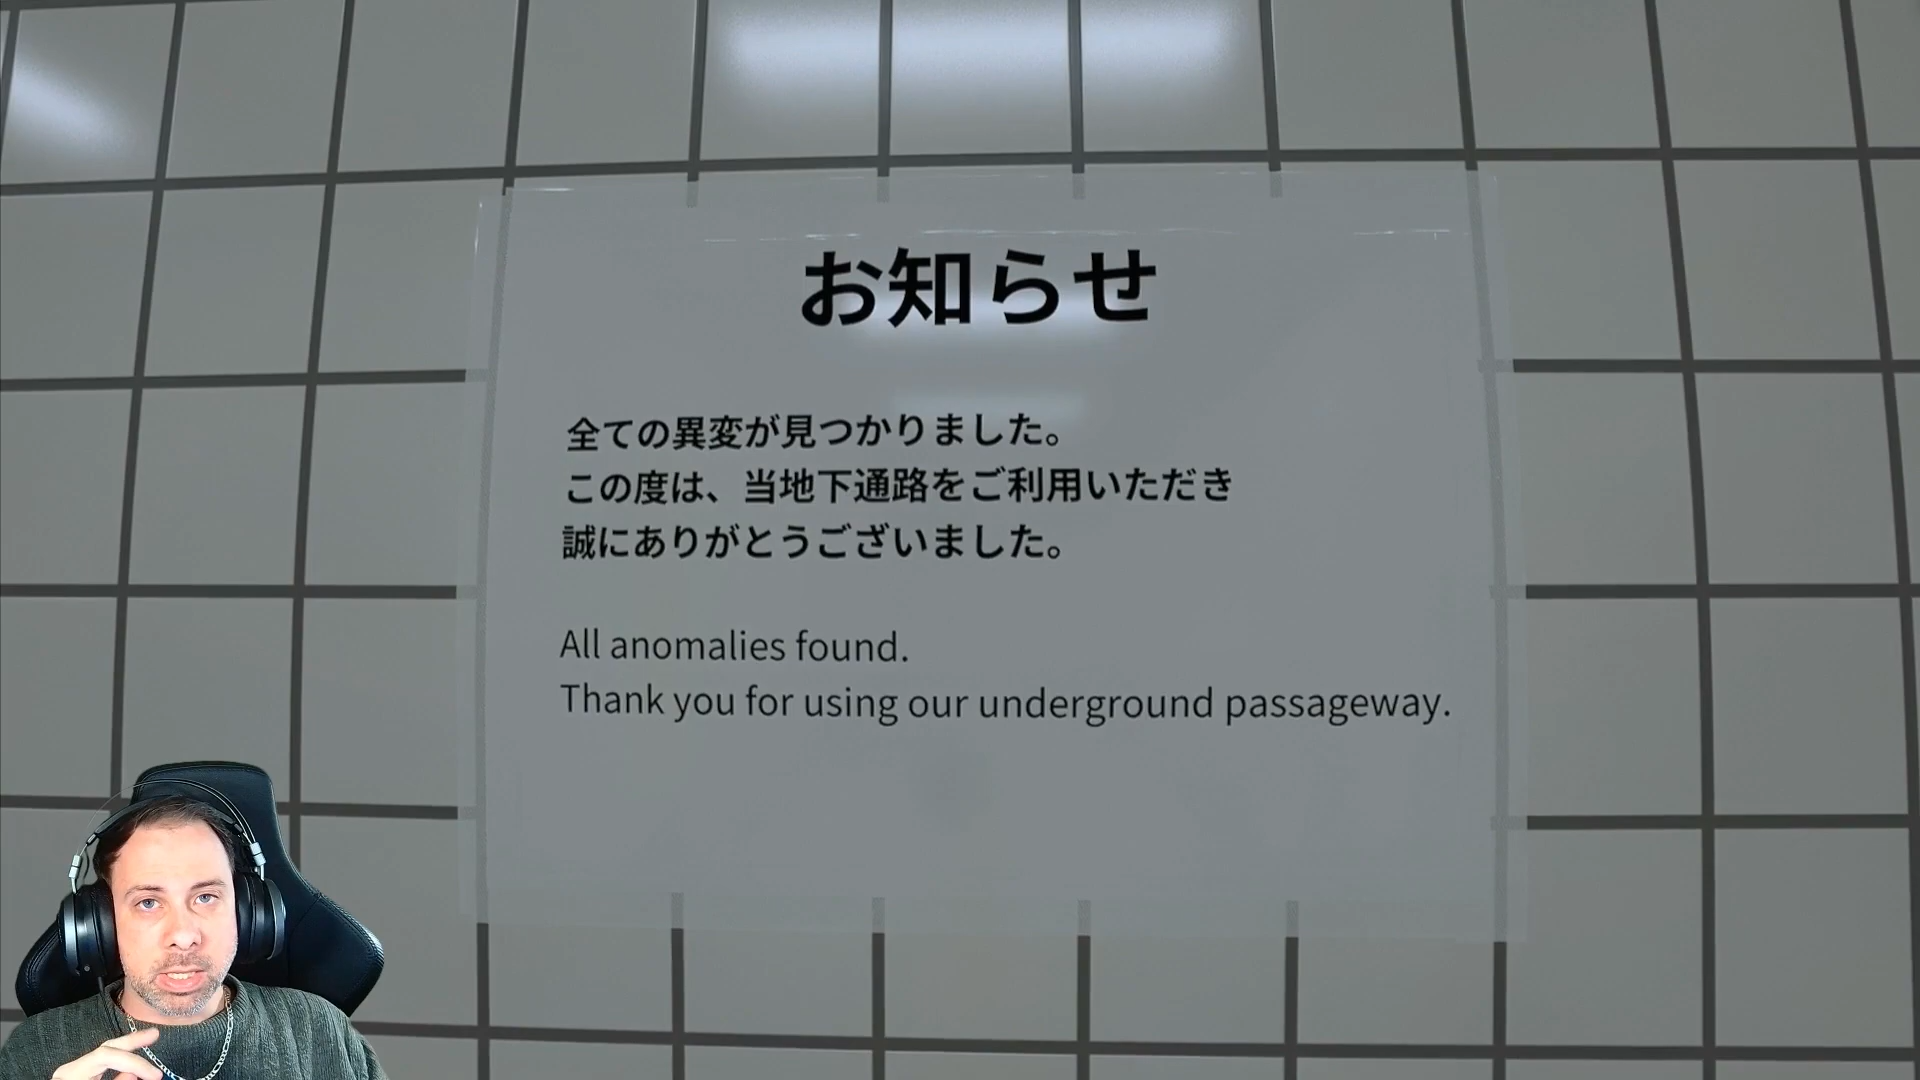 お知らせ
全ての異変が見つかりました。
この度は、当地下通路をご利用いただき
誠にありがとうございました。
All anomalies found.
Thank you for using our underground passageway.